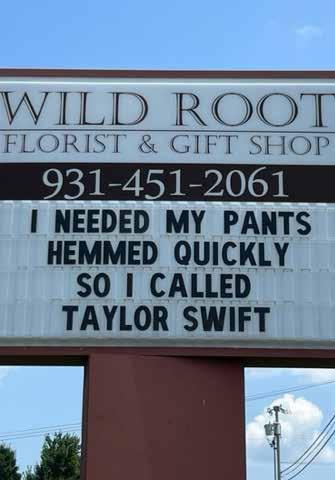 WILD ROOT
FLORIST & GIFT SHOP
931-451-2061
I NEEDED MY PANTS
HEMMED QUICKLY
SO I CALLED
TAYLOR SWIFT